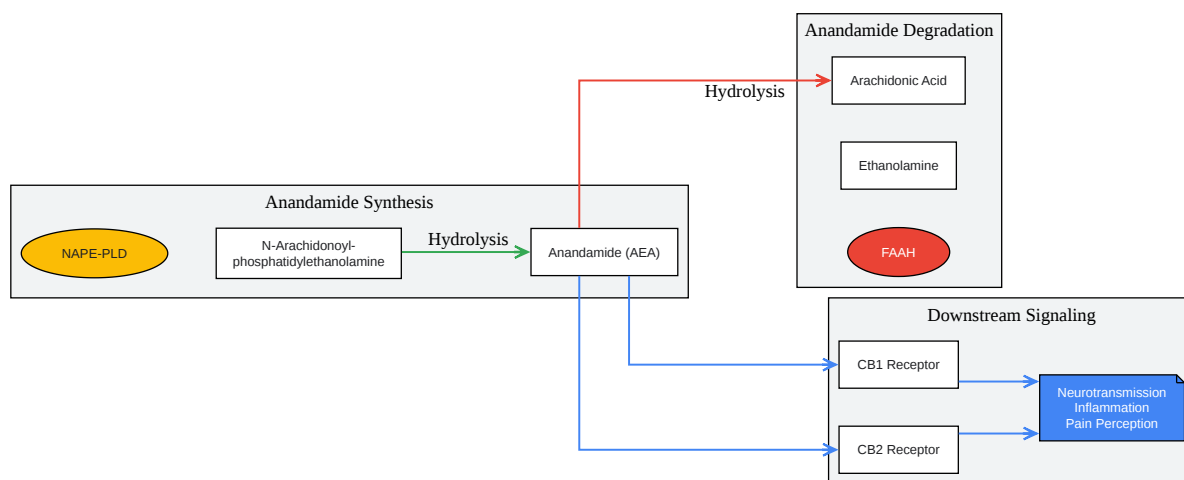 Anandamide Degradation
Arachidonic Acid
Hydrolysis
Ethanolamine
FAAH
Anandamide Synthesis
NAPE-PLD
N-Arachidonoyl-
phosphatidylethanolamine
Hydrolysis
Anandamide (AEA)
Downstream Signaling
CB1 Receptor
CB2 Receptor
Neurotransmission
Inflammation
Pain Perception